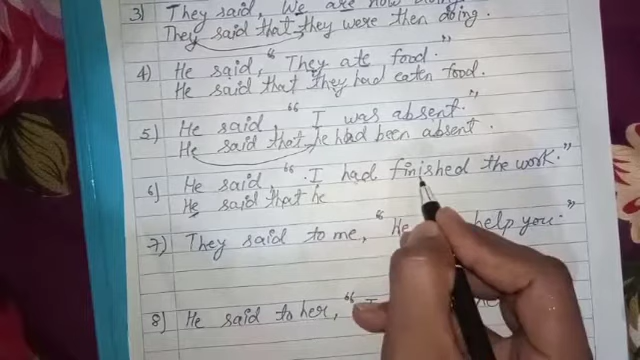 3) They said, We are now doing
They said that they were then doing.
4) He said, " They ate food. "
He said that they had eaten food.
5) He said, " I was absent. "
He said that he had been absent.
6) He said, " I had finished the work. "
He said that he
7) They said to me, " He help you. "
8) He said to her, "